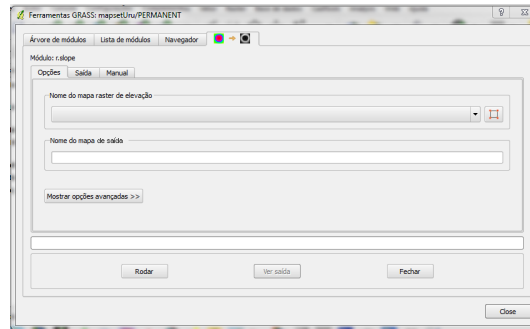 Ferramentas GRASS: mapsetUru/PERMANENT
Árvore de módulos Lista de módulos Navegador
Módulo: r.slope
Opções Saída Manual
Nome do mapa raster de elevação
Nome do mapa de saída
Mostrar opções avançadas >>
Rodar Ver saída Fechar
Close